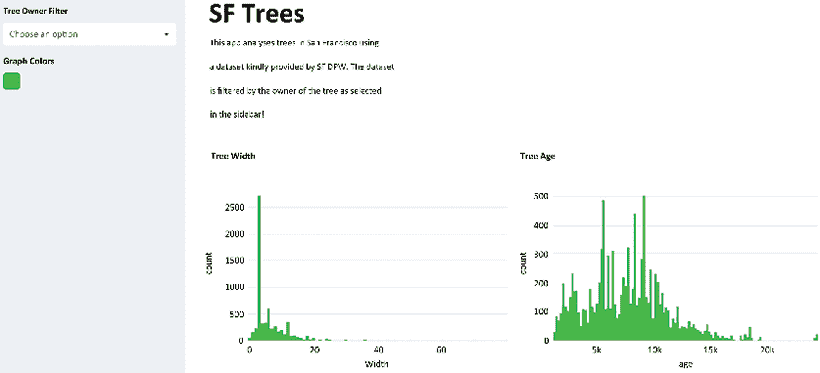 Tree Owner Filter
Choose an option
Graph Colors
SF Trees
This app analyses trees in San Francisco using
a dataset kindly provided by SF DPW. The dataset
is filtered by the owner of the tree as selected
in the sidebar!
Tree Width
2500
2000
1500
1000
500
0
count
0 20 40 60
Width
Tree Age
500
400
300
200
100
0
count
5k 10k 15k 20k
age